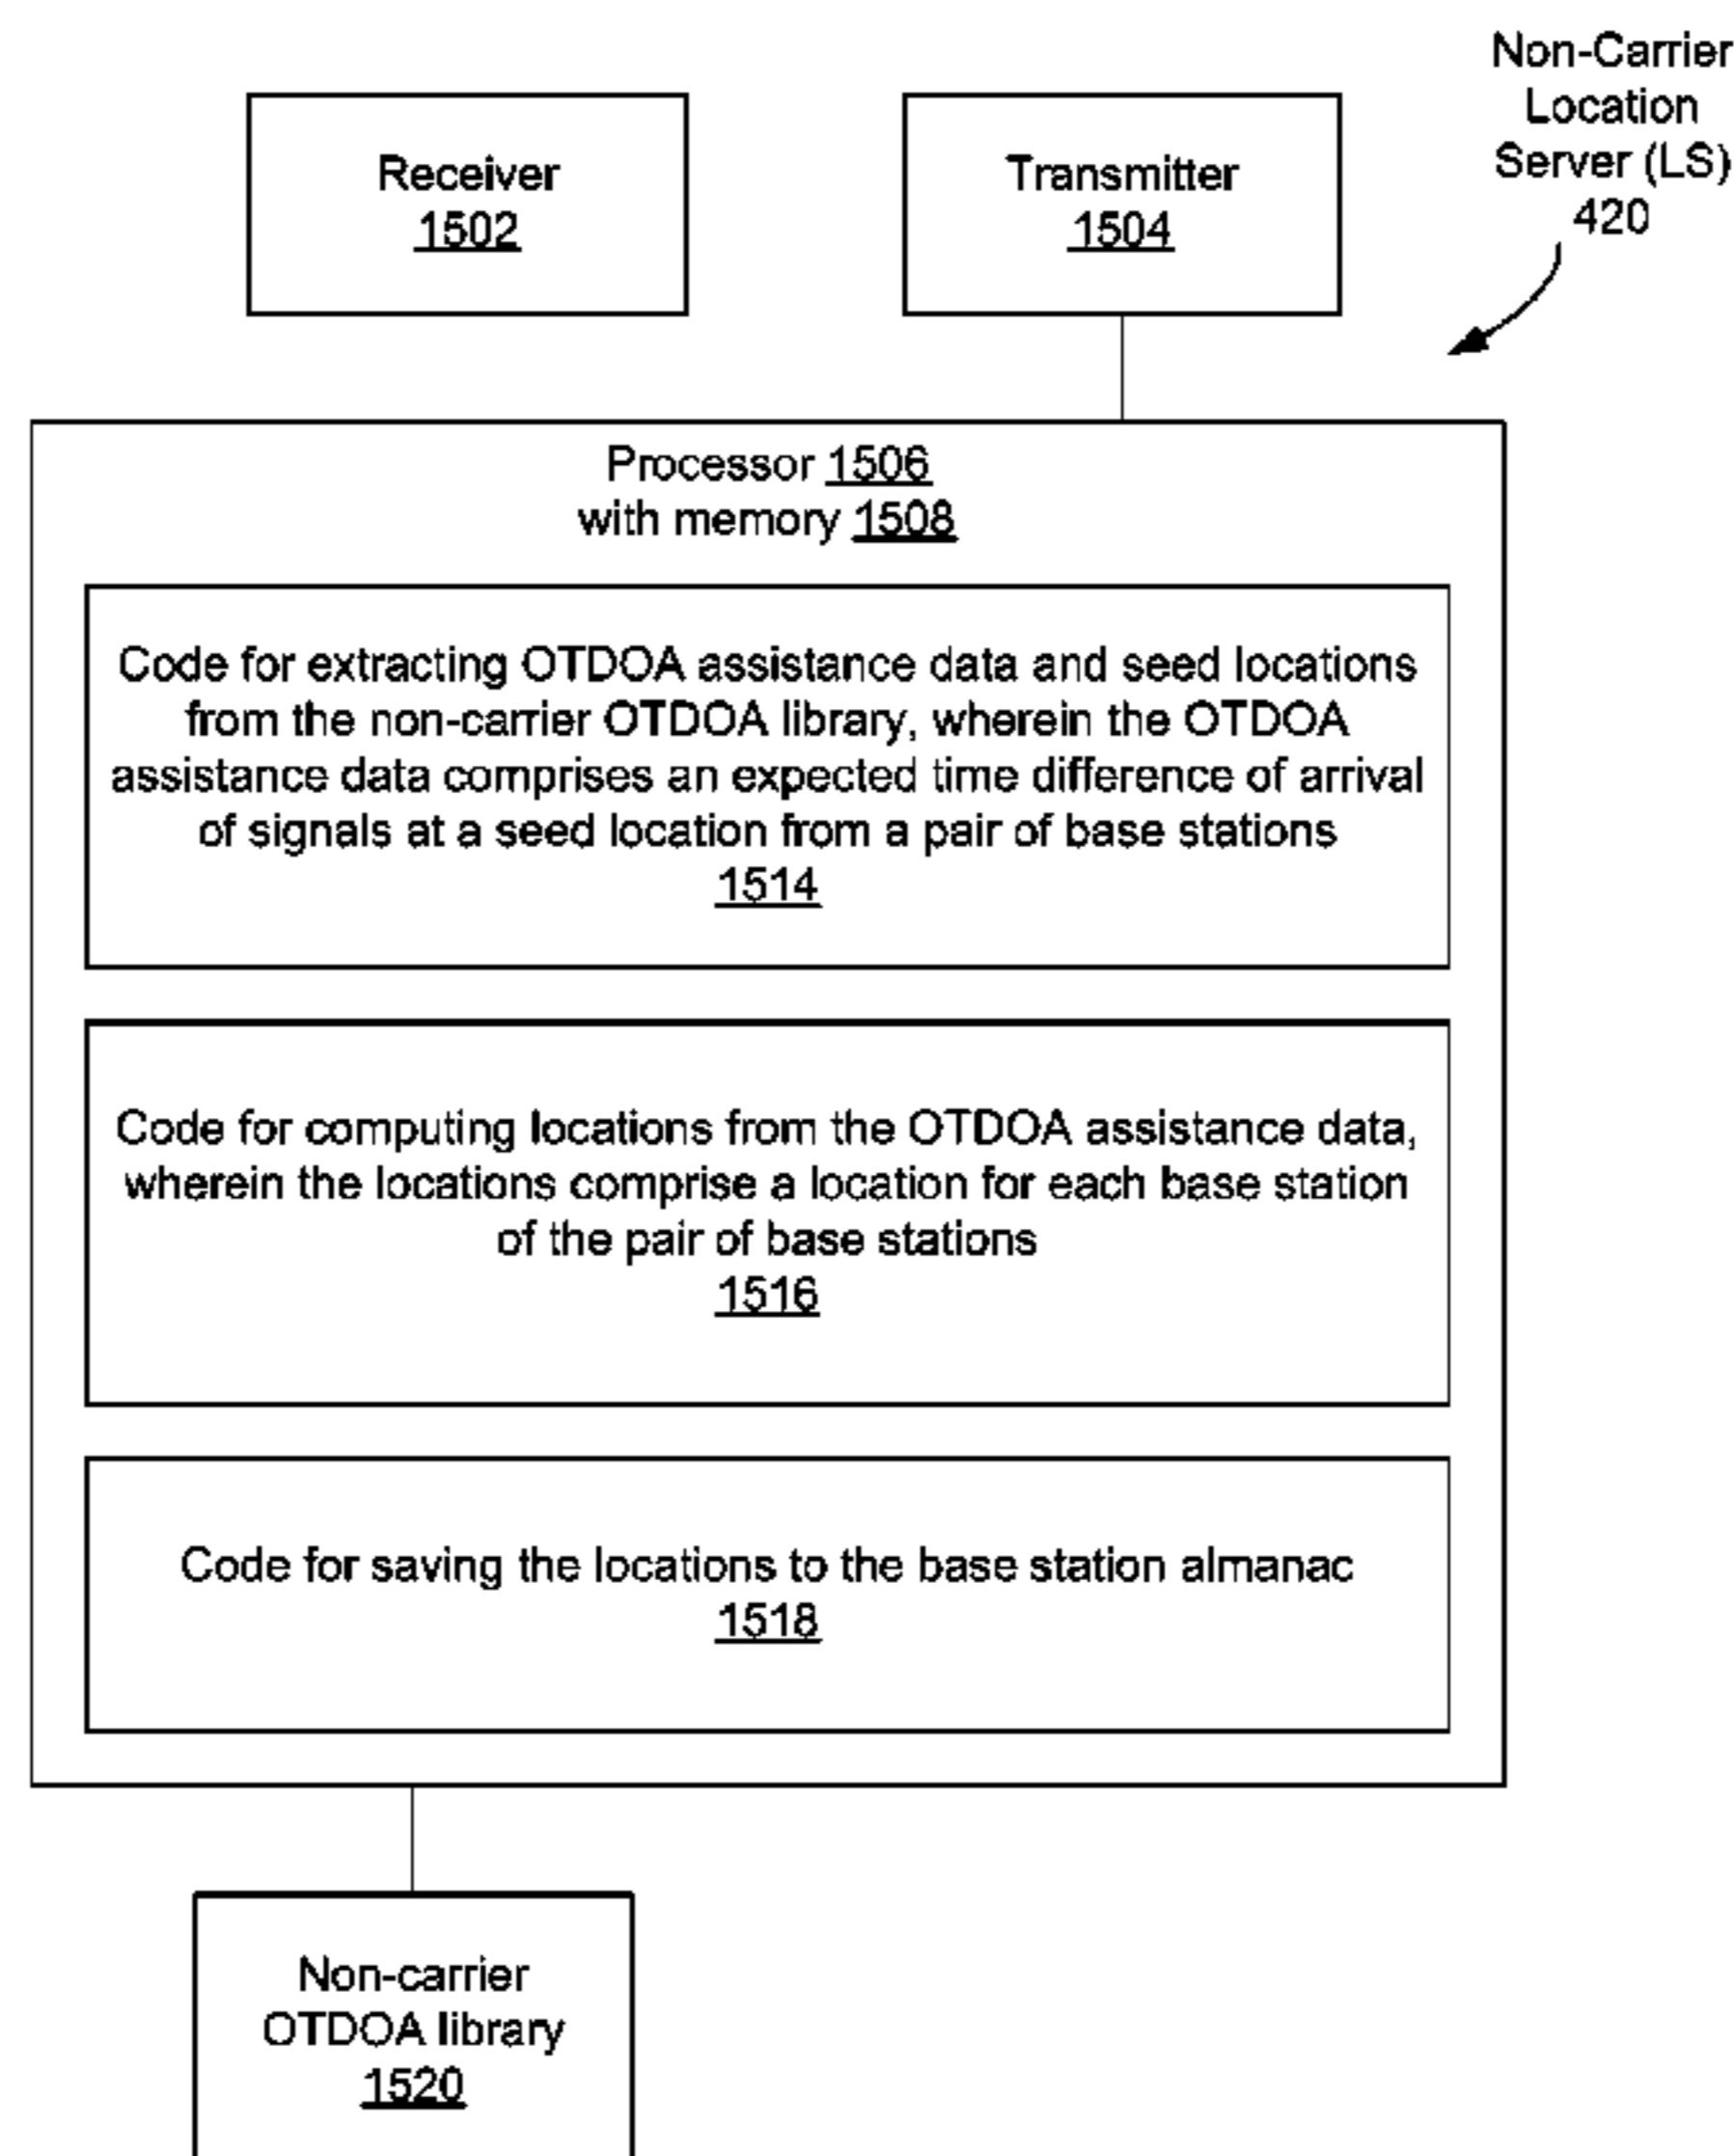 Non-Carrier
Location
Server (LS)
420
Receiver
1502
Transmitter
1504
Processor 1506
with memory 1508
Code for extracting OTDOA assistance data and seed locations
from the non-carrier OTDOA library, wherein the OTDOA
assistance data comprises an expected time difference of arrival
of signals at a seed location from a pair of base stations
1514
Code for computing locations from the OTDOA assistance data,
wherein the locations comprise a location for each base station
of the pair of base stations
1516
Code for saving the locations to the base station almanac
1518
Non-carrier
OTDOA library
1520